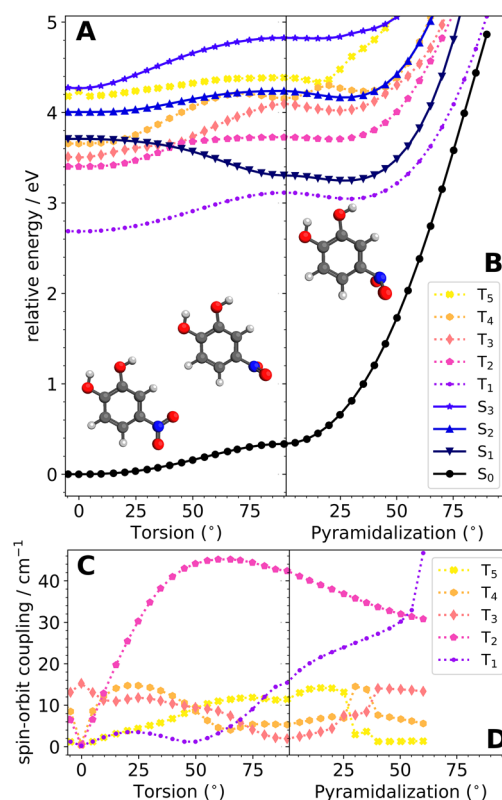 A
5
4
3
2
1
0
relative energy / eV
B
T5
T4
T3
T2
T1
S3
S2
S1
S0
0 25 50 75
25 50 75
Torsion (°)
Pyramidalization (°)
C
40
30
20
10
0
spin-orbit coupling / cm⁻¹
T5
T4
T3
T2
T1
D
0 25 50 75
25 50 75
Torsion (°)
Pyramidalization (°)